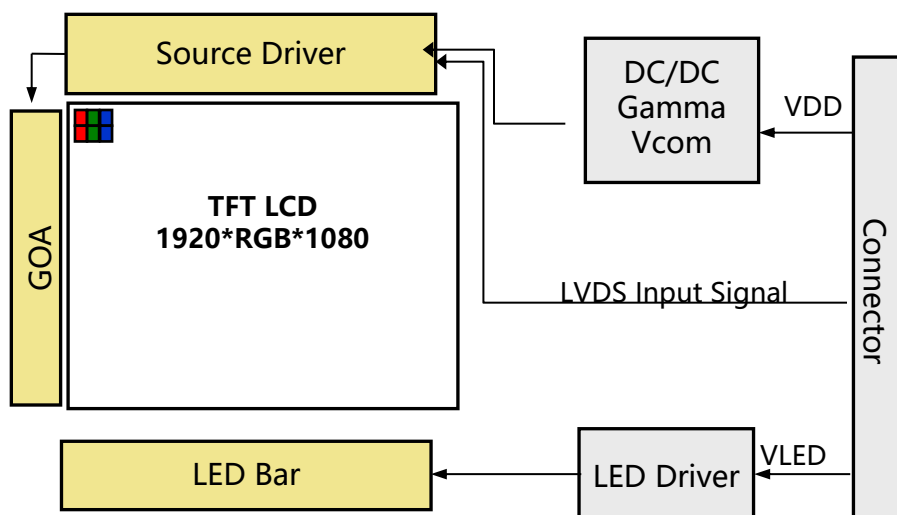 Source Driver
DC/DC
Gamma
Vcom
VDD
TFT LCD
1920*RGB*1080
GOA
LVDS Input Signal
Connector
LED Bar
LED Driver
VLED